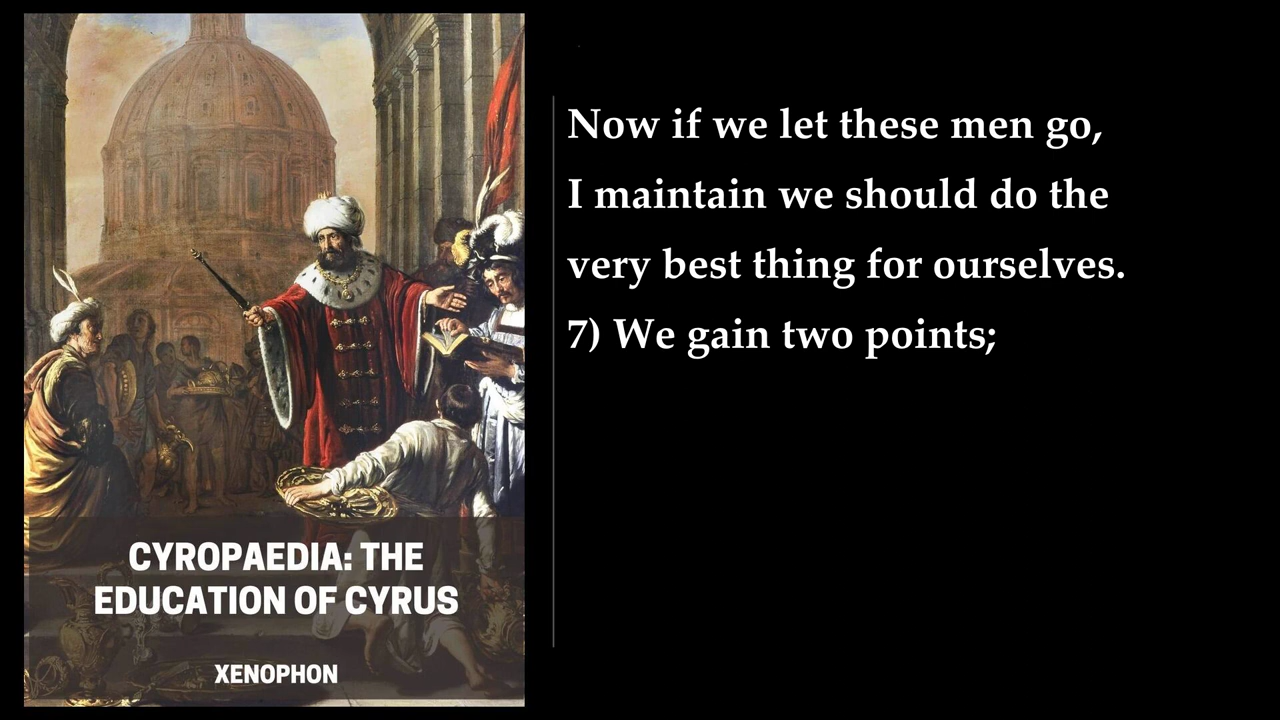 CYROPAEDIA: THE
EDUCATION OF CYRUS
XENOPHON
Now if we let these men go,
I maintain we should do the
very best thing for ourselves.
7) We gain two points;